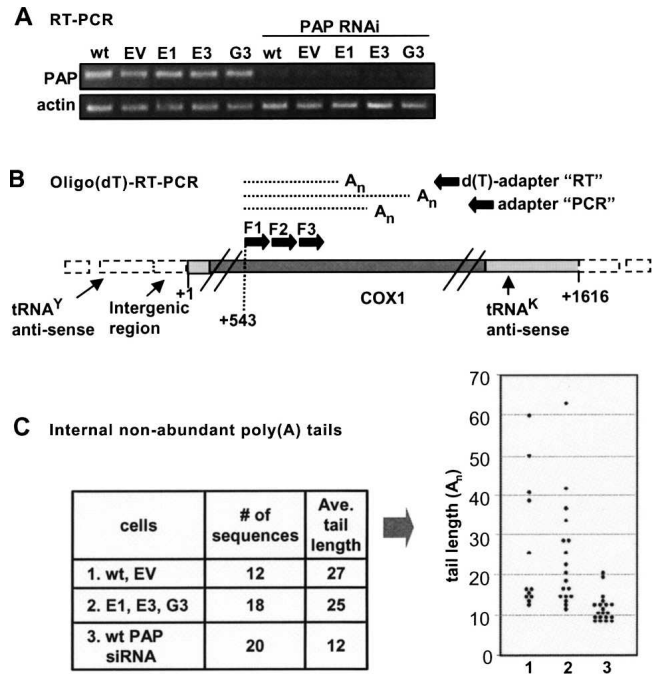 A RT-PCR
PAP RNAi
wt EV E1 E3 G3 wt EV E1 E3 G3
PAP
actin
B Oligo(dT)-RT-PCR
An
d(T)-adapter “RT”
An
adapter “PCR”
An
F1 F2 F3
+1
COX1
+1616
tRNAY anti-sense
Intergenic region
+543
tRNAK anti-sense
C Internal non-abundant poly(A) tails
cells
# of sequences
Ave. tail length
1. wt, EV 12 27
2. E1, E3, G3 18 25
3. wt PAP siRNA 20 12
tail length (An)
70
60
50
40
30
20
10
0
1 2 3